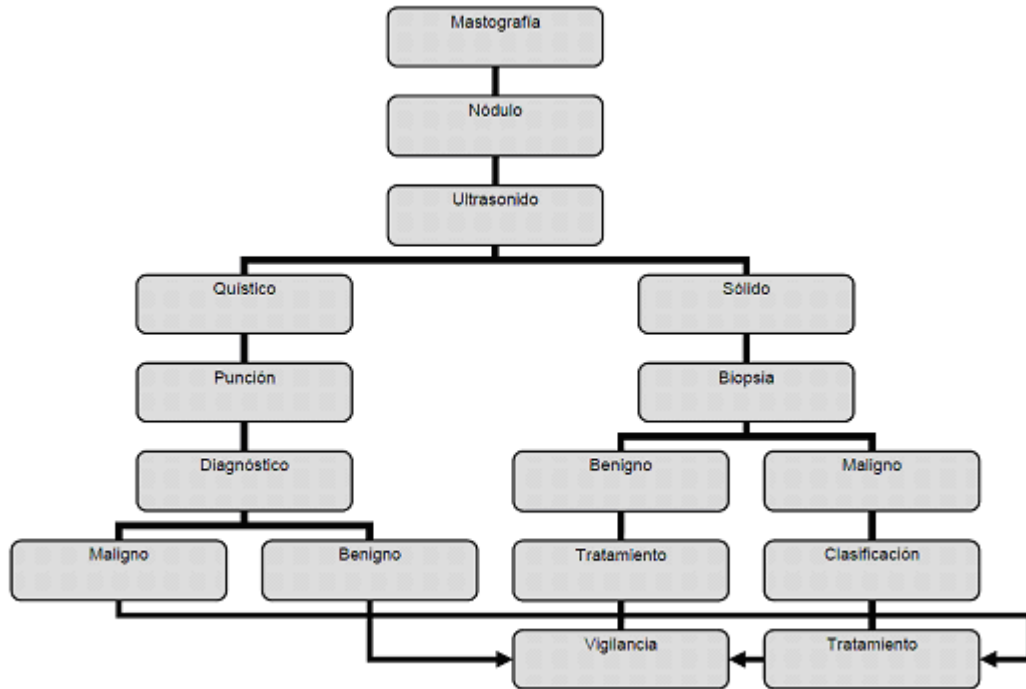 Mastografía
Nódulo
Ultrasonido
Quístico
Sólido
Punción
Biopsia
Diagnóstico
Benigno
Maligno
Maligno
Benigno
Tratamiento
Clasificación
Vigilancia
Tratamiento